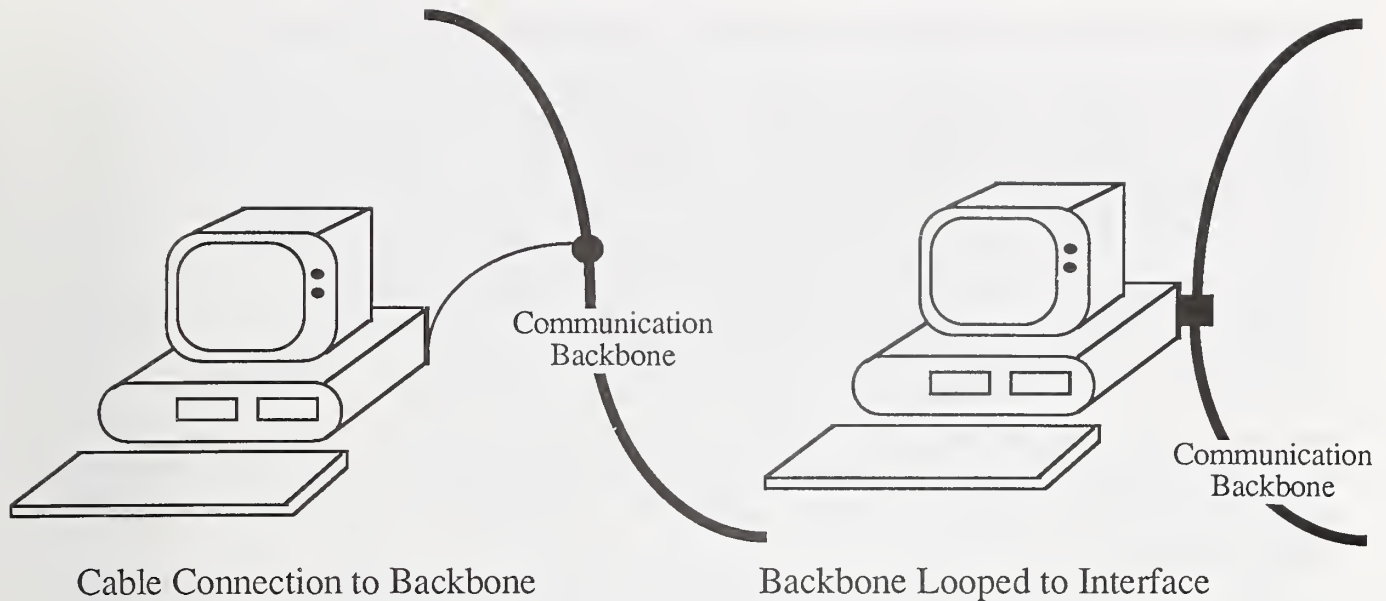 Communication
Backbone
Communication
Backbone
Cable Connection to Backbone
Backbone Looped to Interface